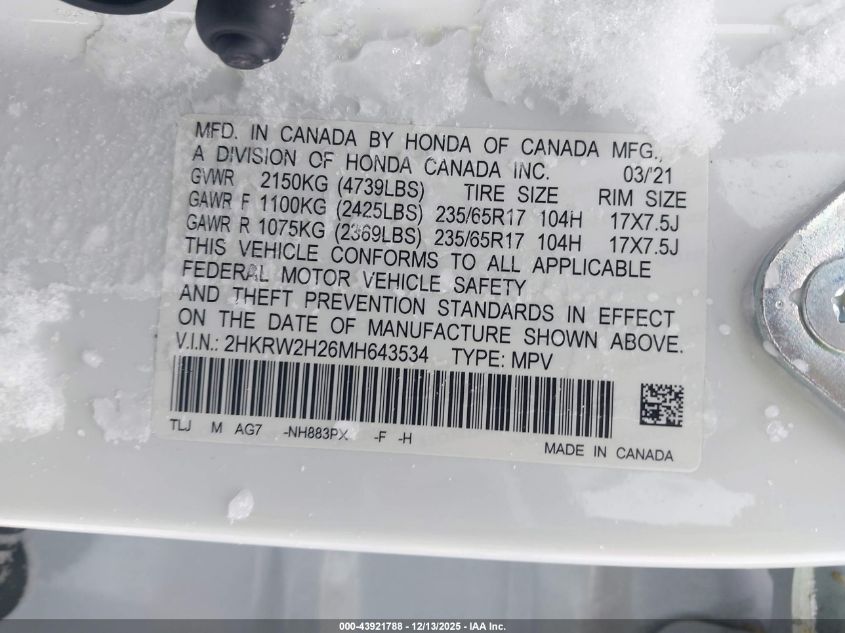 MFD. IN CANADA BY HONDA OF CANADA MFG.,
A DIVISION OF HONDA CANADA INC. 03/'21
GVWR 2150KG (4739LBS) TIRE SIZE RIM SIZE
GAWR F 1100KG (2425LBS) 235/65R17 104H 17X7.5J
GAWR R 1075KG (2369LBS) 235/65R17 104H 17X7.5J
THIS VEHICLE CONFORMS TO ALL APPLICABLE
FEDERAL MOTOR VEHICLE SAFETY
AND THEFT PREVENTION STANDARDS IN EFFECT
ON THE DATE OF MANUFACTURE SHOWN ABOVE.
V.I.N.: 2HKRW2H26MH643534 TYPE: MPV
TLJ M AG7 -NH883PX -F -H
MADE IN CANADA
000-43921788 - 12/13/2025 - IAA Inc.